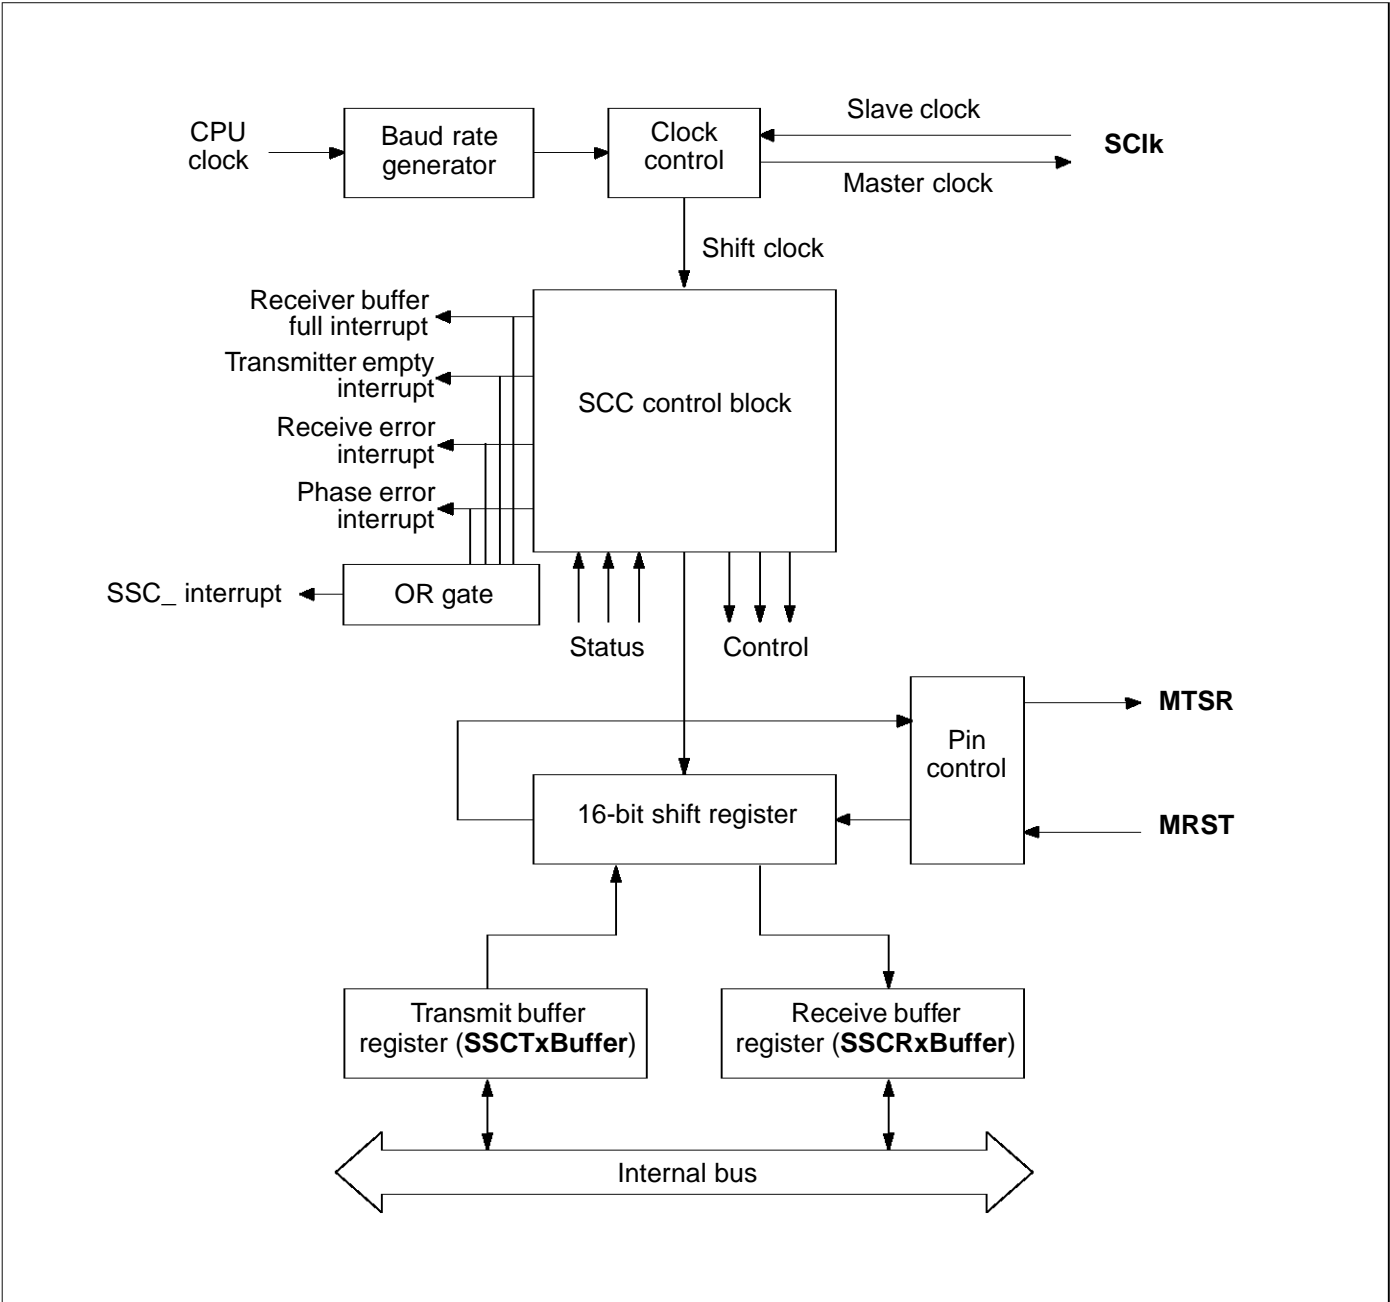 CPU
clock
Baud rate
generator
Clock
control
Slave clock
SClk
Master clock
Shift clock
Receiver buffer
full interrupt
Transmitter empty
interrupt
Receive error
interrupt
Phase error
interrupt
SCC control block
SSC_ interrupt
OR gate
Status
Control
MTSR
Pin
control
16-bit shift register
MRST
Transmit buffer
register (SSCTxBuffer)
Receive buffer
register (SSCRxBuffer)
Internal bus